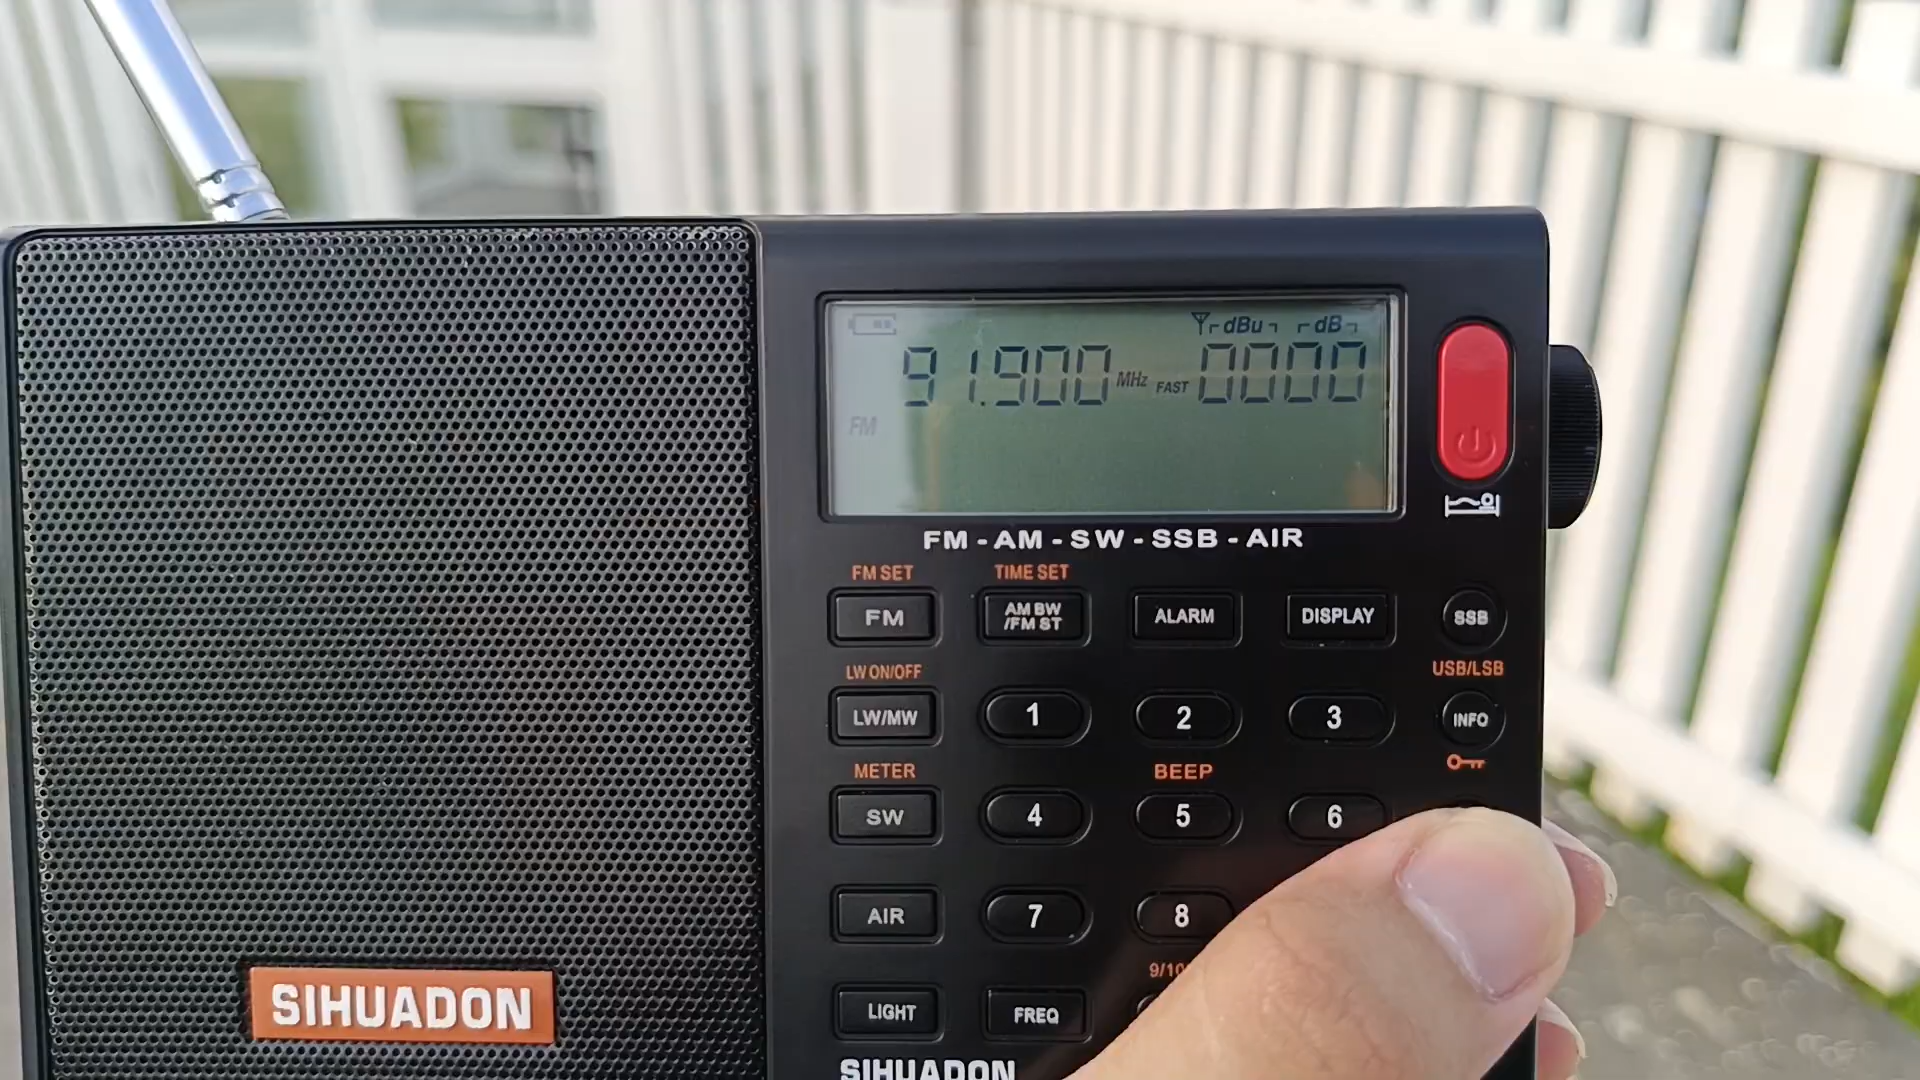 dBu dB
91.900 MHz FAST 0000
FM
FM - AM - SW - SSB - AIR
FM SET TIME SET
FM AM BW /FM ST ALARM DISPLAY SSB
LW ON/OFF USB/LSB
LW/MW 1 2 3 INFO
METER BEEP
SW 4 5 6
AIR 7 8
9/10
LIGHT FREQ
SIHUADON
SIHUADON